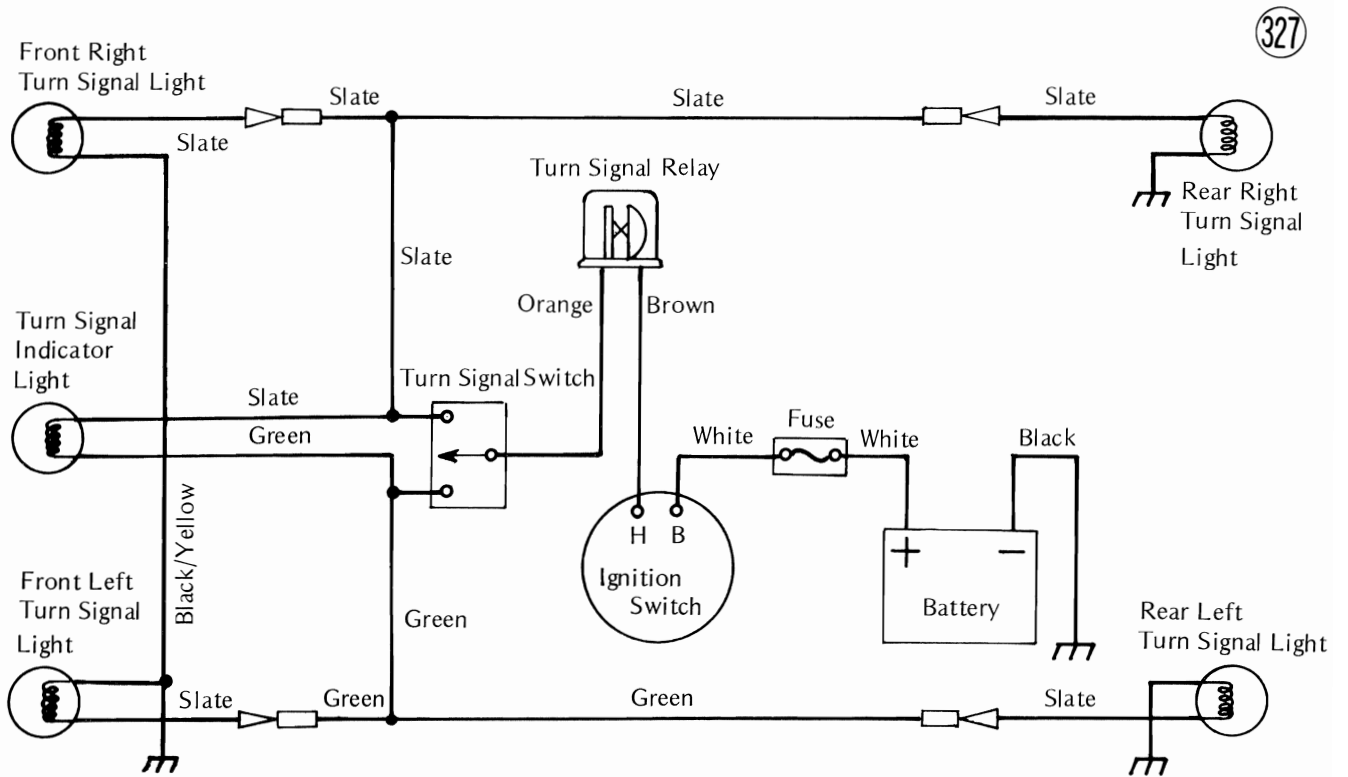 327
Front Right
Turn Signal Light
Slate
Slate
Slate
Slate
Turn Signal Relay
Rear Right
Turn Signal
Light
Slate
Orange
Brown
Turn Signal
Indicator
Light
Slate
Green
Turn Signal Switch
White
Fuse
White
Black
H B
Ignition
Switch
+ −
Battery
Black/Yellow
Front Left
Turn Signal
Light
Green
Rear Left
Turn Signal Light
Slate
Green
Green
Slate